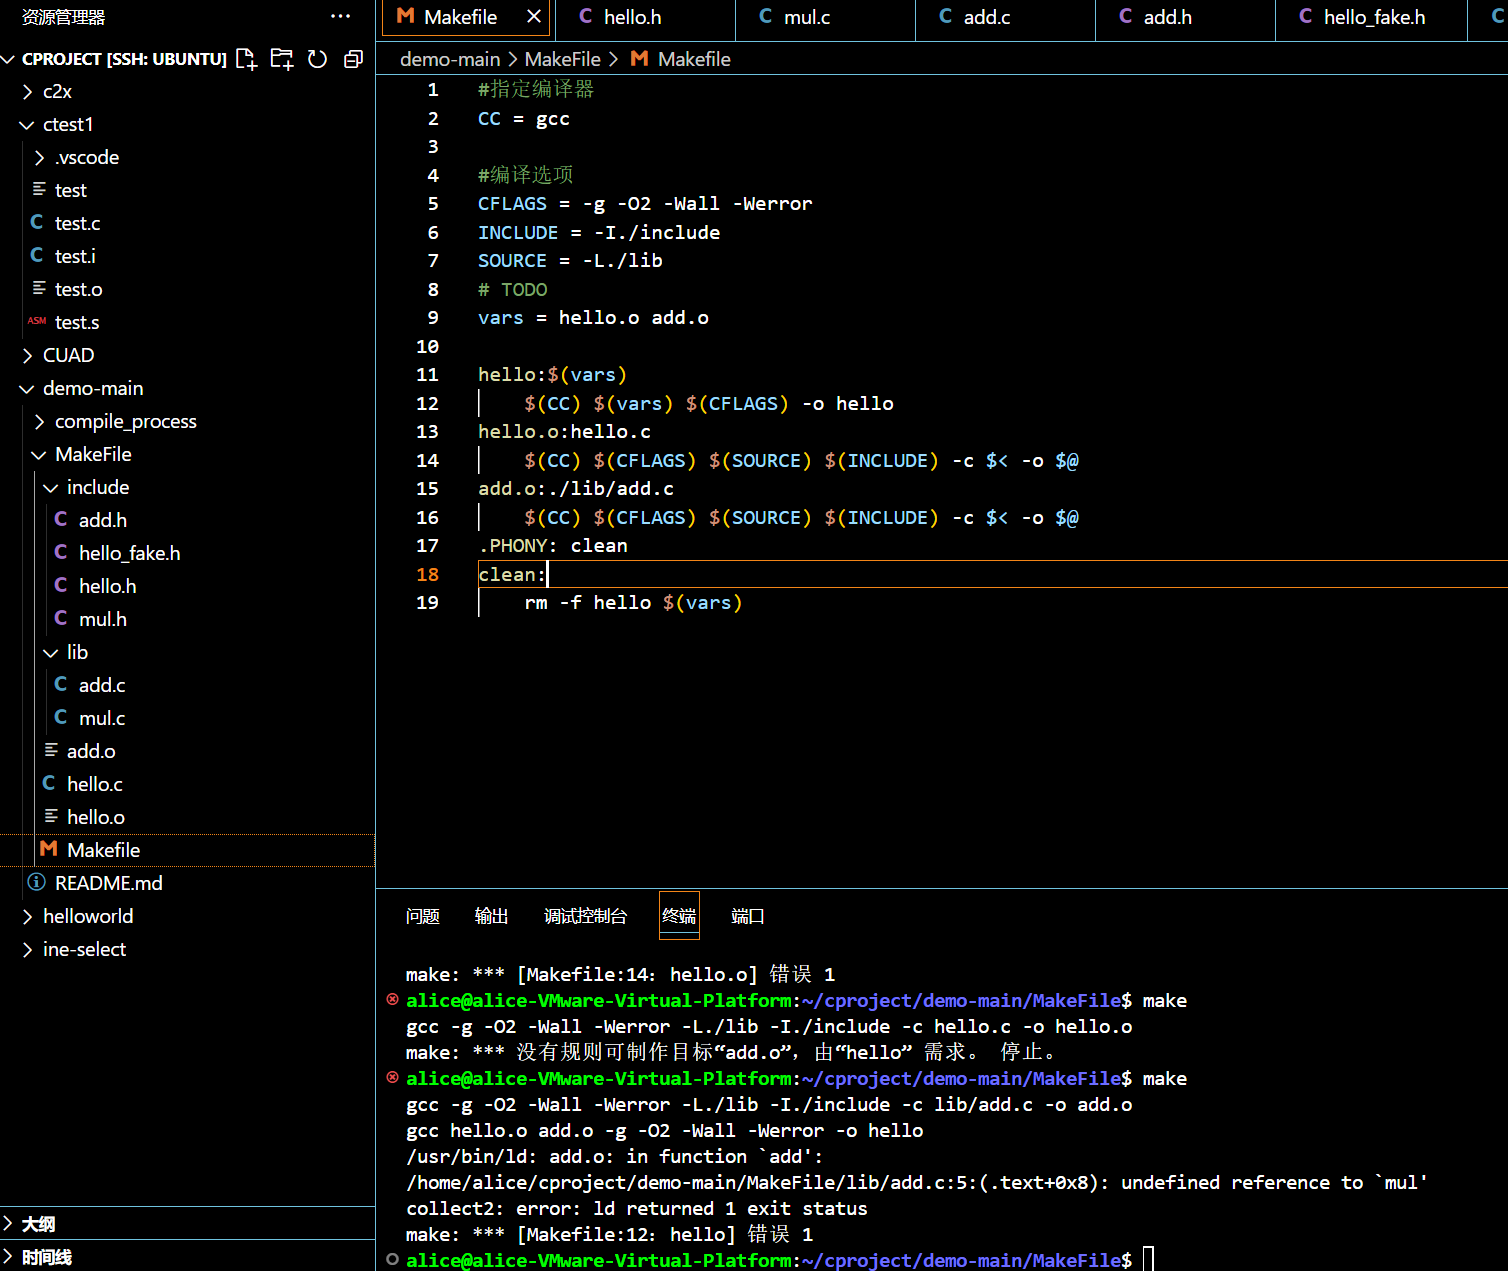 资源管理器
CPROJECT [SSH: UBUNTU]
c2x
ctest1
.vscode
test
C test.c
C test.i
test.o
ASM test.s
CUAD
demo-main
compile_process
MakeFile
include
C add.h
C hello_fake.h
C hello.h
C mul.h
lib
C add.c
C mul.c
add.o
C hello.c
hello.o
M Makefile
README.md
helloworld
ine-select
大纲
时间线
M Makefile
C hello.h
C mul.c
C add.c
C add.h
C hello_fake.h
C
demo-main > MakeFile > M Makefile
1 #指定编译器
2 CC = gcc
3
4 #编译选项
5 CFLAGS = -g -O2 -Wall -Werror
6 INCLUDE = -I./include
7 SOURCE = -L./lib
8 # TODO
9 vars = hello.o add.o
10
11 hello:$(vars)
12 $(CC) $(vars) $(CFLAGS) -o hello
13 hello.o:hello.c
14 $(CC) $(CFLAGS) $(SOURCE) $(INCLUDE) -c $< -o $@
15 add.o:./lib/add.c
16 $(CC) $(CFLAGS) $(SOURCE) $(INCLUDE) -c $< -o $@
17 .PHONY: clean
18 clean:
19 rm -f hello $(vars)
问题 输出 调试控制台 终端 端口
make: *** [Makefile:14: hello.o] 错误 1
alice@alice-VMware-Virtual-Platform:~/cproject/demo-main/MakeFile$ make
gcc -g -O2 -Wall -Werror -L./lib -I./include -c hello.c -o hello.o
make: *** 没有规则可制作目标“add.o”，由“hello” 需求。 停止。
alice@alice-VMware-Virtual-Platform:~/cproject/demo-main/MakeFile$ make
gcc -g -O2 -Wall -Werror -L./lib -I./include -c lib/add.c -o add.o
gcc hello.o add.o -g -O2 -Wall -Werror -o hello
/usr/bin/ld: add.o: in function `add':
/home/alice/cproject/demo-main/MakeFile/lib/add.c:5:(.text+0x8): undefined reference to `mul'
collect2: error: ld returned 1 exit status
make: *** [Makefile:12: hello] 错误 1
alice@alice-VMware-Virtual-Platform:~/cproject/demo-main/MakeFile$